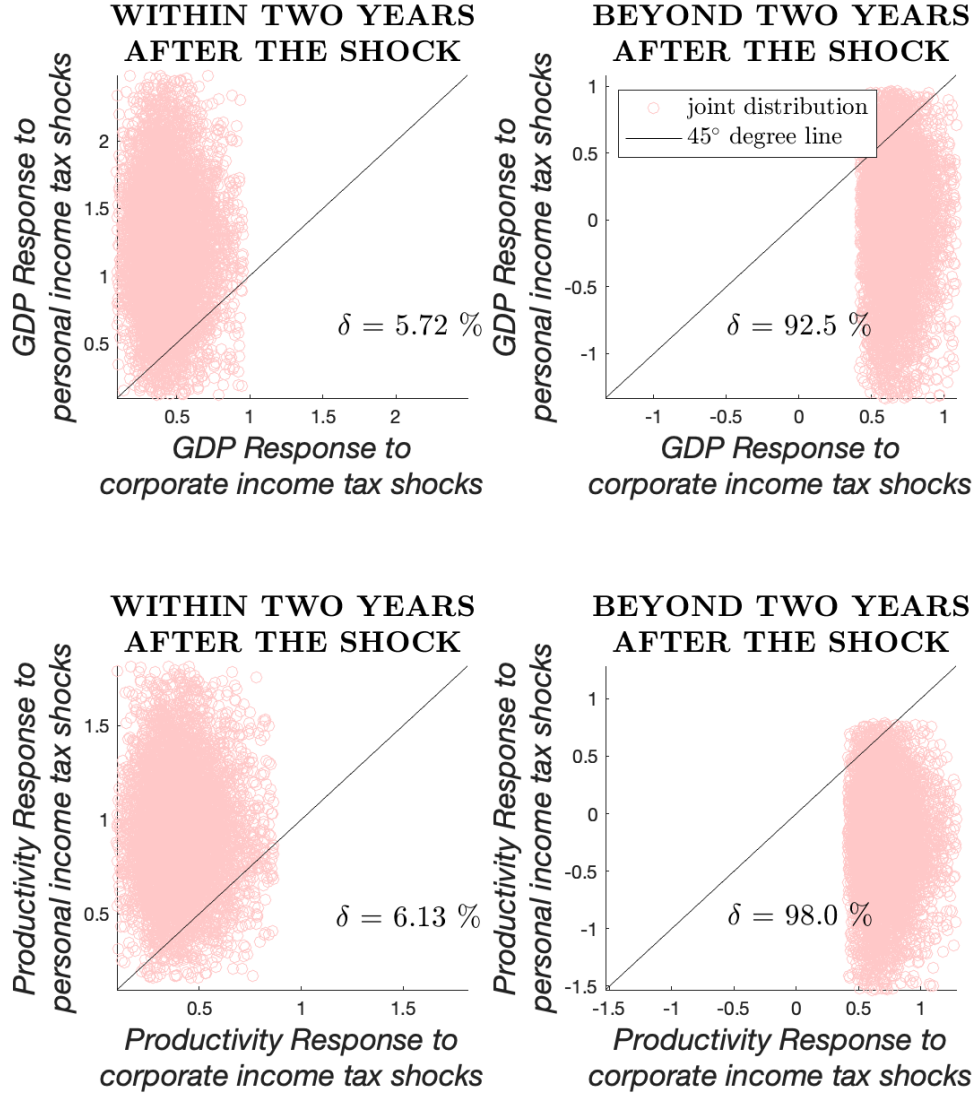 WITHIN TWO YEARS
AFTER THE SHOCK
GDP Response to
personal income tax shocks
2
1.5
1
0.5
δ = 5.72 %
0.5
1
1.5
2
GDP Response to
corporate income tax shocks
BEYOND TWO YEARS
AFTER THE SHOCK
GDP Response to
personal income tax shocks
1
0.5
0
-0.5
-1
joint distribution
45° degree line
δ = 92.5 %
-1
-0.5
0
0.5
1
GDP Response to
corporate income tax shocks
WITHIN TWO YEARS
AFTER THE SHOCK
Productivity Response to
personal income tax shocks
1.5
1
0.5
δ = 6.13 %
0.5
1
1.5
Productivity Response to
corporate income tax shocks
BEYOND TWO YEARS
AFTER THE SHOCK
Productivity Response to
personal income tax shocks
1
0.5
0
-0.5
-1
-1.5
δ = 98.0 %
-1.5
-1
-0.5
0
0.5
1
Productivity Response to
corporate income tax shocks